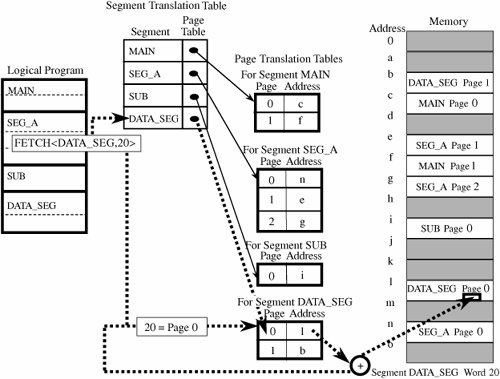 Segment Translation Table
Segment
Page
Table
MAIN
SEG_A
SUB
DATA_SEG
Logical Program
MAIN
SEG_A
FETCH<DATA_SEG,20>
SUB
DATA_SEG
Page Translation Tables
For Segment MAIN
Page Address
0 c
1 f
For Segment SEG_A
Page Address
0 n
1 e
2 g
For Segment SUB
Page Address
0 i
For Segment DATA_SEG
Page Address
0 l
1 b
20 = Page 0
+
Memory
Address
0
a
b
DATA_SEG Page 1
c
MAIN Page 0
d
e
SEG_A Page 1
f
MAIN Page 1
g
SEG_A Page 2
h
i
SUB Page 0
j
k
l
DATA_SEG Page 0
m
n
SEG_A Page 0
o
Segment DATA_SEG Word 20